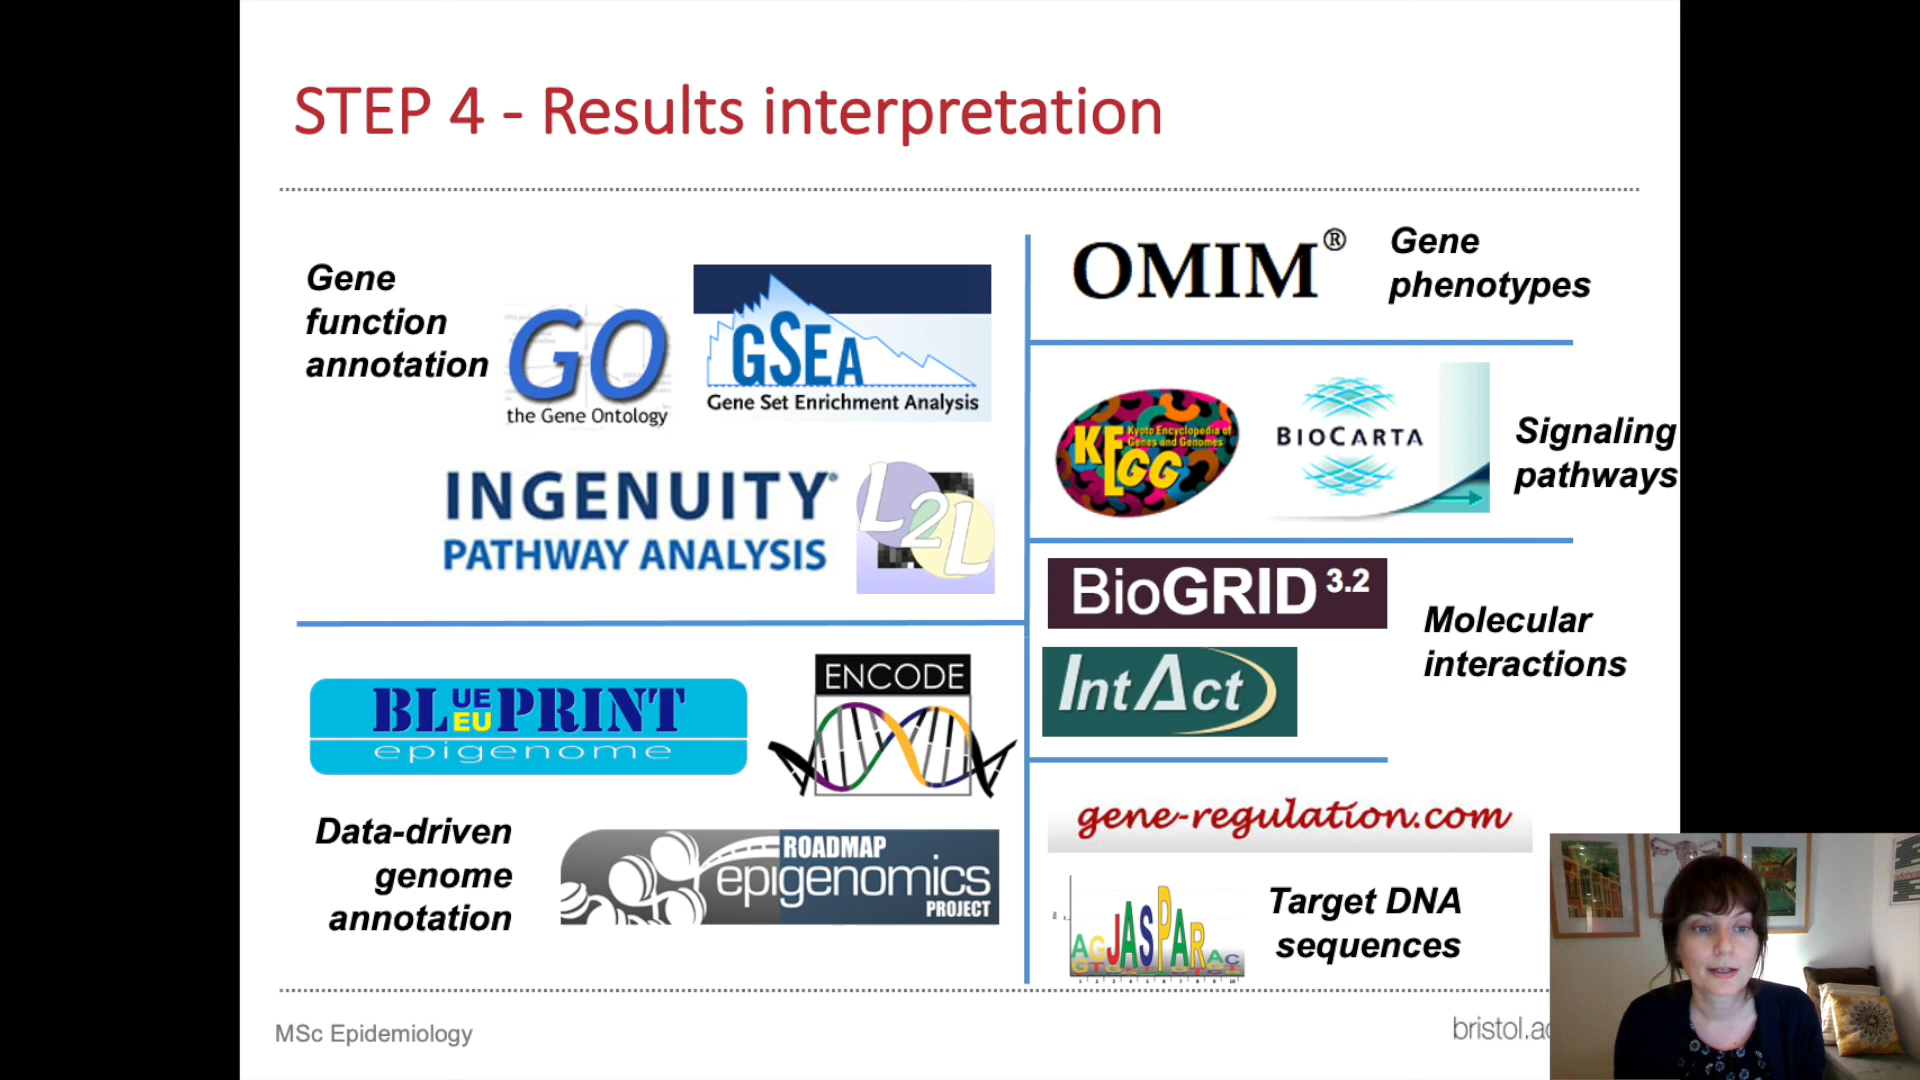 STEP 4 - Results interpretation
Gene
function
annotation
GO
the Gene Ontology
GSEA
Gene Set Enrichment Analysis
INGENUITY®
PATHWAY ANALYSIS
L2L
OMIM®
Gene
phenotypes
KEGG
Kyoto Encyclopedia of
Genes and Genomes
BIOCARTA
Signaling
pathways
BioGRID 3.2
IntAct
Molecular
interactions
BLUEPRINT
EU
epigenome
ENCODE
Data-driven
genome
annotation
ROADMAP
epigenomics
PROJECT
gene-regulation.com
JASPAR
Target DNA
sequences
MSc Epidemiology
bristol.ac